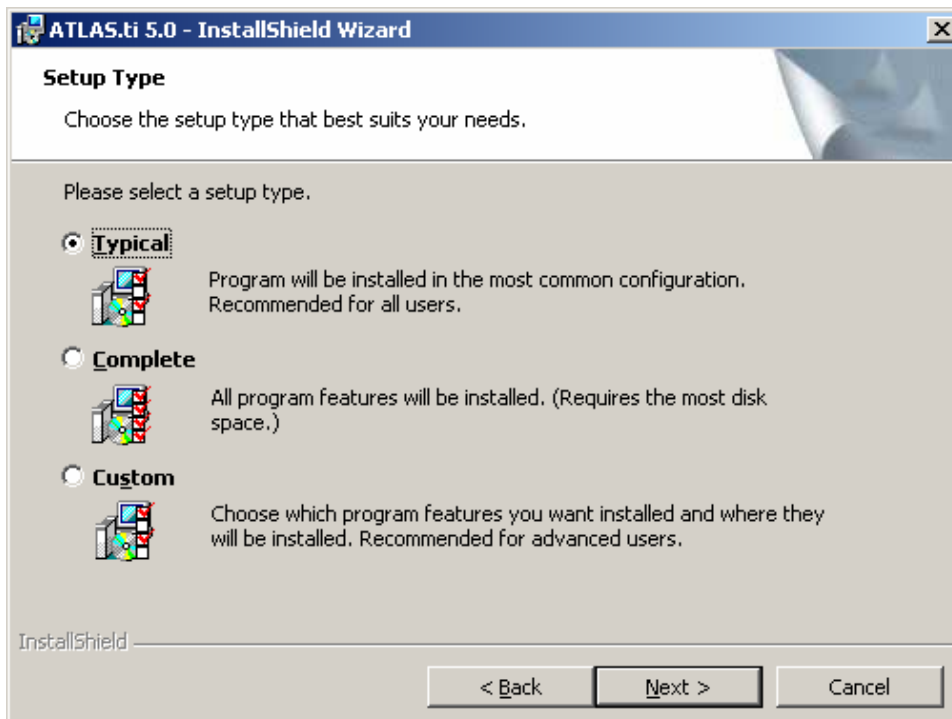 ATLAS.ti 5.0 - InstallShield Wizard
Setup Type
Choose the setup type that best suits your needs.
Please select a setup type.
Typical
Program will be installed in the most common configuration.
Recommended for all users.
Complete
All program features will be installed. (Requires the most disk
space.)
Custom
Choose which program features you want installed and where they
will be installed. Recommended for advanced users.
InstallShield
< Back
Next >
Cancel